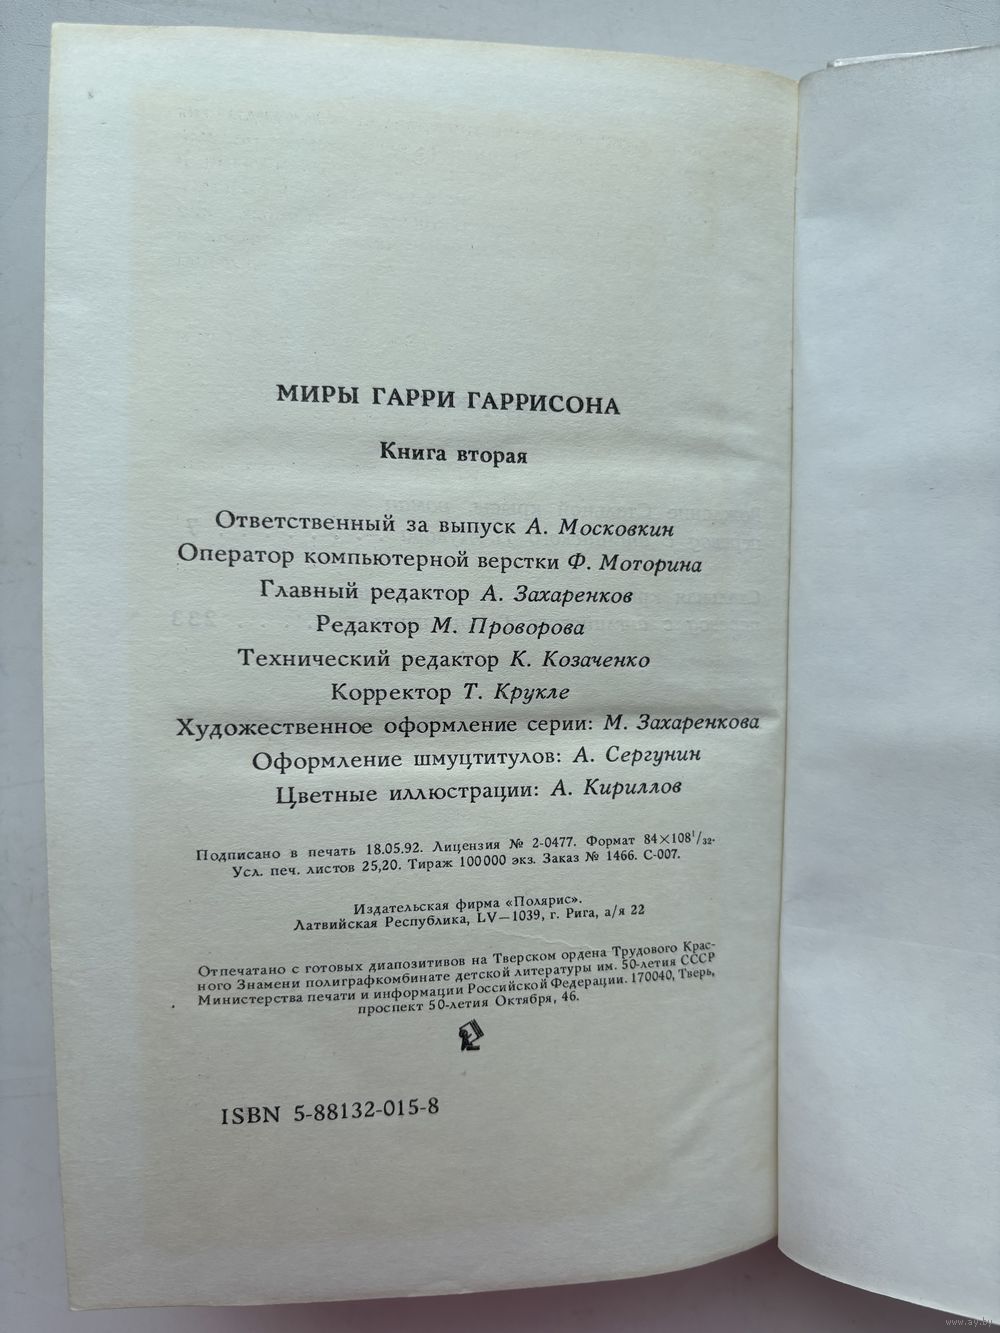 МИРЫ ГАРРИ ГАРРИСОНА
Книга вторая
Ответственный за выпуск А. Московкин
Оператор компьютерной верстки Ф. Моторина
Главный редактор А. Захаренков
Редактор М. Проворова
Технический редактор К. Козаченко
Корректор Т. Крукле
Художественное оформление серии: М. Захаренкова
Оформление шмуцтитулов: А. Сергунин
Цветные иллюстрации: А. Кириллов
Подписано в печать 18.05.92. Лицензия № 2-0477. Формат 84×108¹/₃₂.
Усл. печ. листов 25,20. Тираж 100 000 экз. Заказ № 1466. С-007.
Издательская фирма «Полярис».
Латвийская Республика, LV—1039, г. Рига, а/я 22
Отпечатано с готовых диапозитивов на Тверском ордена Трудового Крас-
ного Знамени полиграфкомбинате детской литературы им. 50-летия СССР
Министерства печати и информации Российской Федерации. 170040, Тверь,
проспект 50-летия Октября, 46.
ISBN 5-88132-015-8
www.ay.by